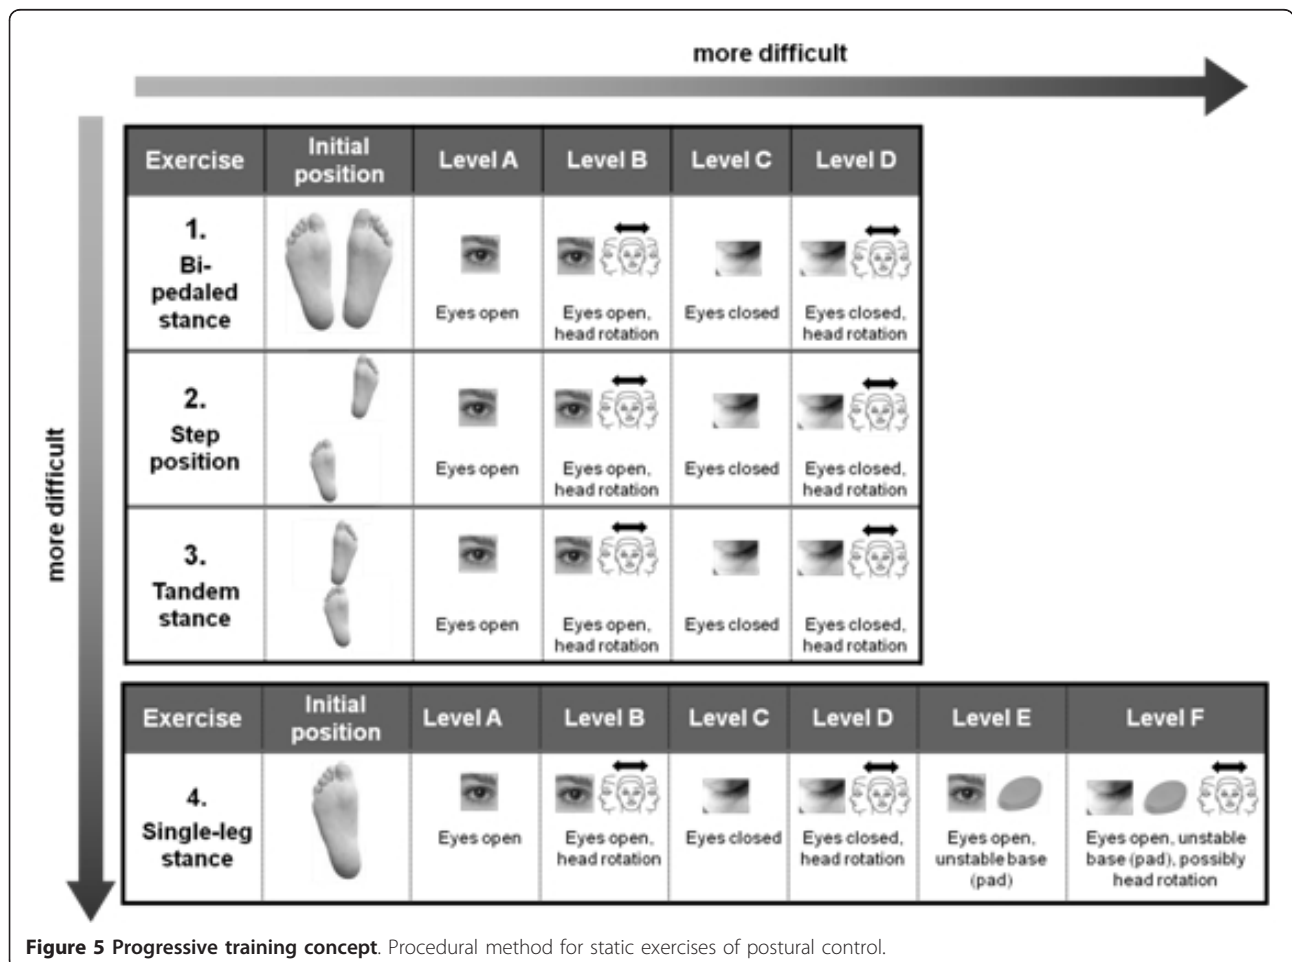 more difficult
more difficult
Exercise
Initial
position
Level A
Level B
Level C
Level D
1.
Bi-
pedaled
stance
Eyes open
Eyes open,
head rotation
Eyes closed
Eyes closed,
head rotation
2.
Step
position
Eyes open
Eyes open,
head rotation
Eyes closed
Eyes closed,
head rotation
3.
Tandem
stance
Eyes open
Eyes open,
head rotation
Eyes closed
Eyes closed,
head rotation
Exercise
Initial
position
Level A
Level B
Level C
Level D
Level E
Level F
4.
Single-leg
stance
Eyes open
Eyes open,
head rotation
Eyes closed
Eyes closed,
head rotation
Eyes open,
unstable base
(pad)
Eyes open, unstable
base (pad), possibly
head rotation
Figure 5 Progressive training concept. Procedural method for static exercises of postural control.